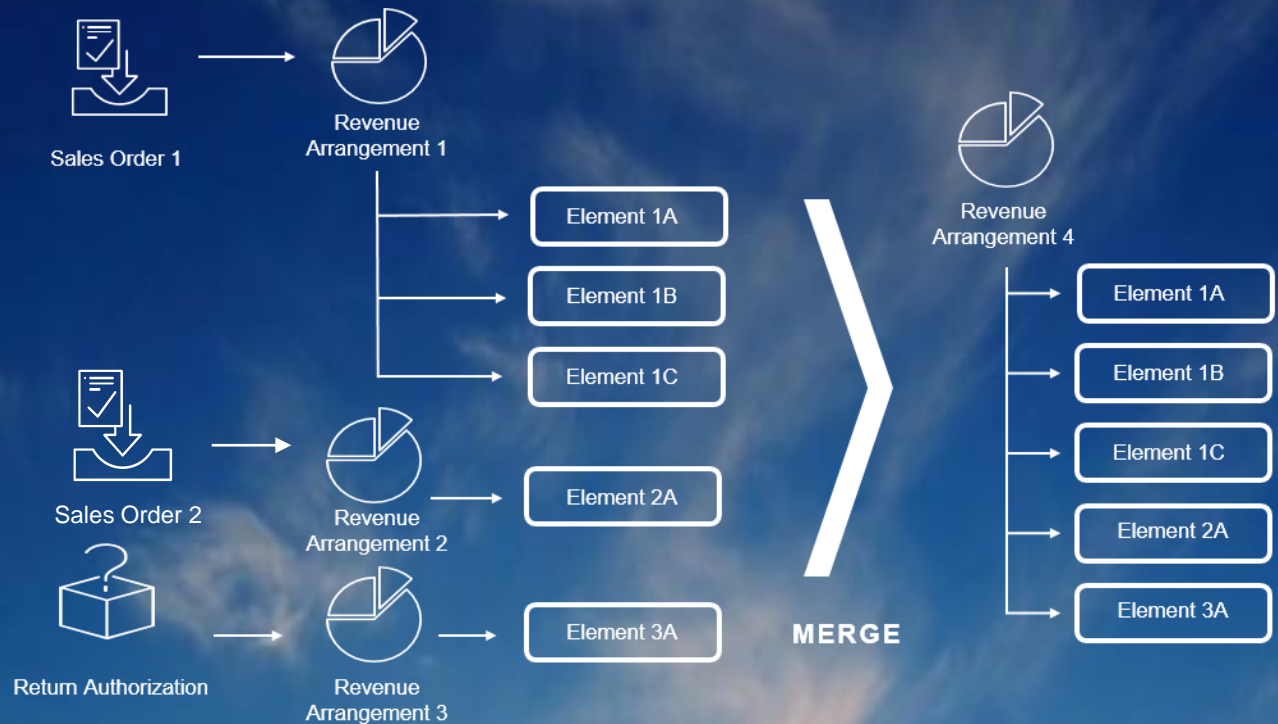 Sales Order 1
Revenue
Arrangement 1
Element 1A
Element 1B
Element 1C
Sales Order 2
Revenue
Arrangement 2
Element 2A
Return Authorization
Revenue
Arrangement 3
Element 3A
MERGE
Revenue
Arrangement 4
Element 1A
Element 1B
Element 1C
Element 2A
Element 3A